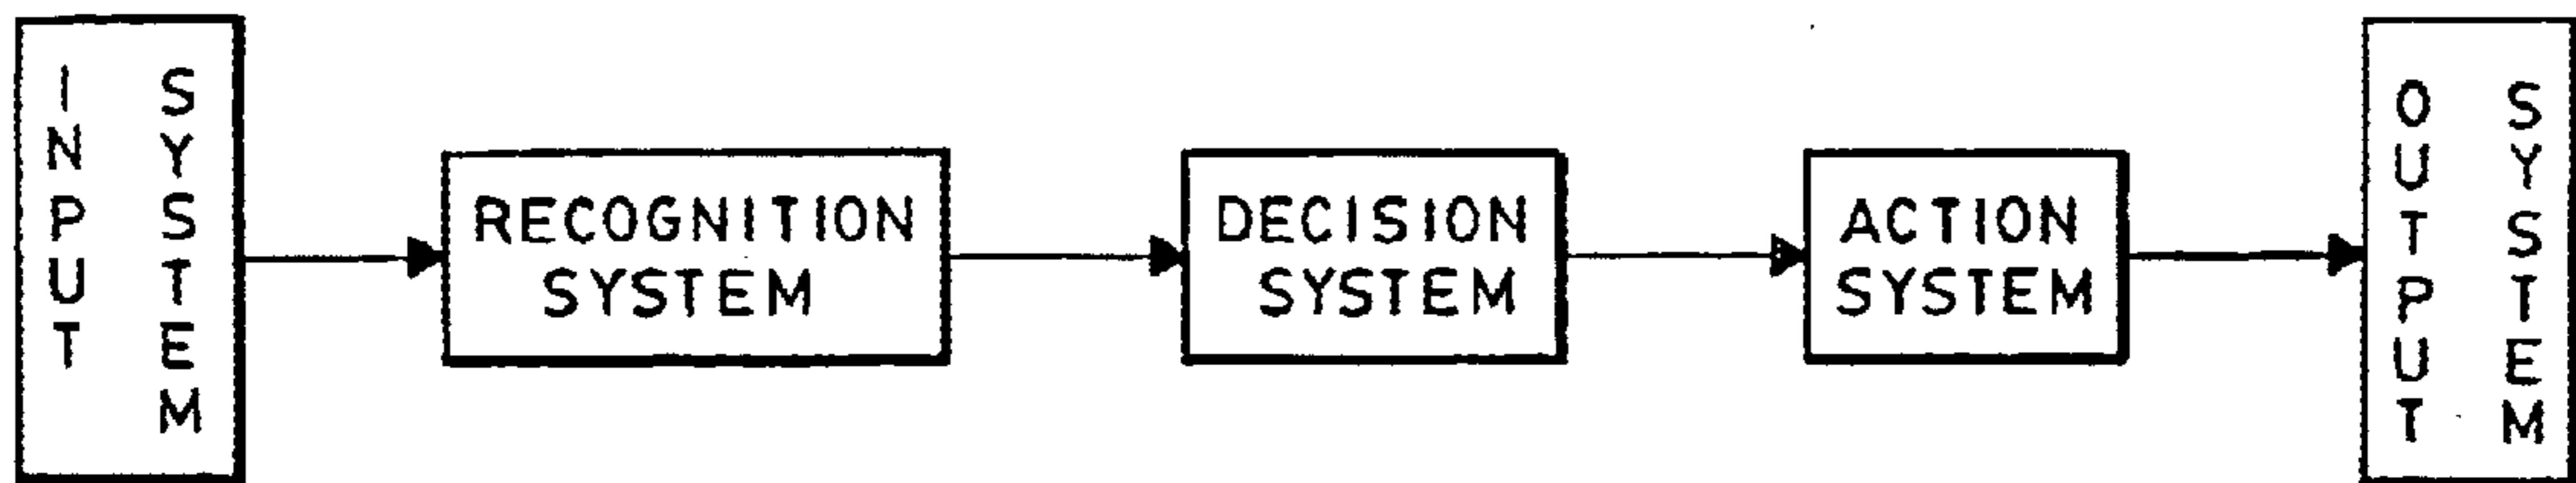 INPUT
SYSTEM
RECOGNITION
SYSTEM
DECISION
SYSTEM
ACTION
SYSTEM
OUTPUT
SYSTEM